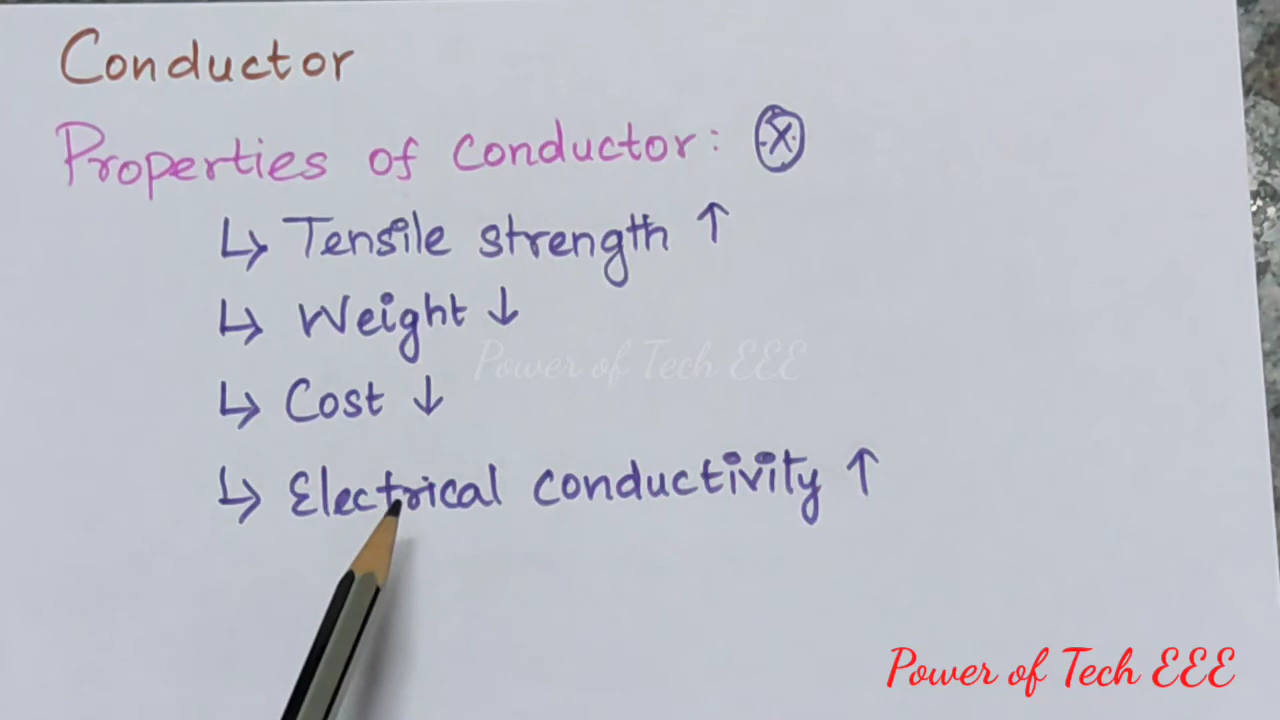 Conductor
Properties of conductor: ⊗
↳ Tensile strength ↑
↳ Weight ↓
Power of Tech EEE
↳ Cost ↓
↳ Electrical conductivity ↑
Power of Tech EEE